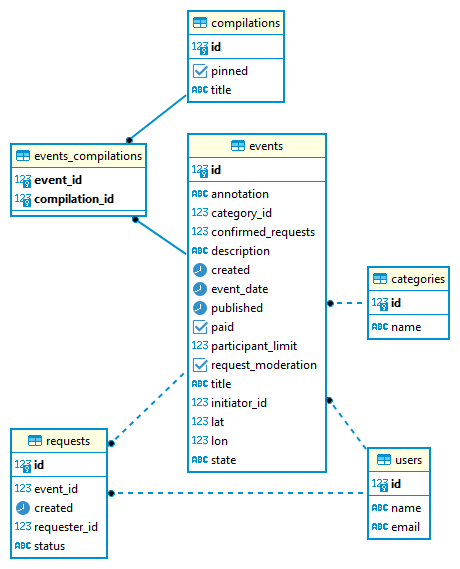 compilations
123 id
pinned
ABC title
events_compilations
123 event_id
123 compilation_id
events
123 id
ABC annotation
123 category_id
123 confirmed_requests
ABC description
created
event_date
published
paid
123 participant_limit
request_moderation
ABC title
123 initiator_id
123 lat
123 lon
123 state
categories
123 id
ABC name
requests
123 id
123 event_id
created
123 requester_id
ABC status
users
123 id
ABC name
ABC email